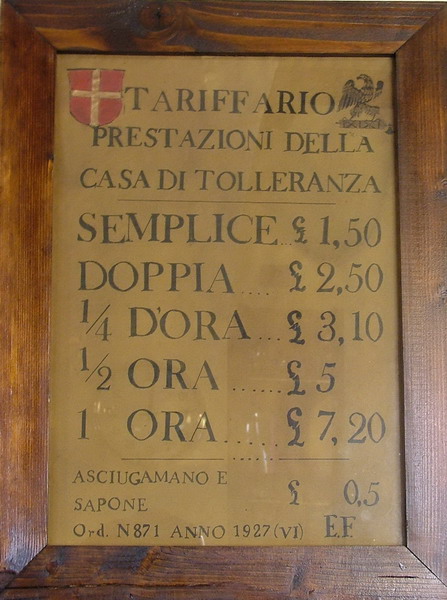 TARIFFARIO
PRESTAZIONI DELLA
CASA DI TOLLERANZA
SEMPLICE... £ 1,50
DOPPIA .... £ 2,50
1/4 D'ORA ... £ 3,10
1/2 ORA ...... £ 5
1 ORA ...... £ 7,20
ASCIUGAMANO E
SAPONE £ 0,5
Ord. N871 ANNO 1927 (VI) E.F.